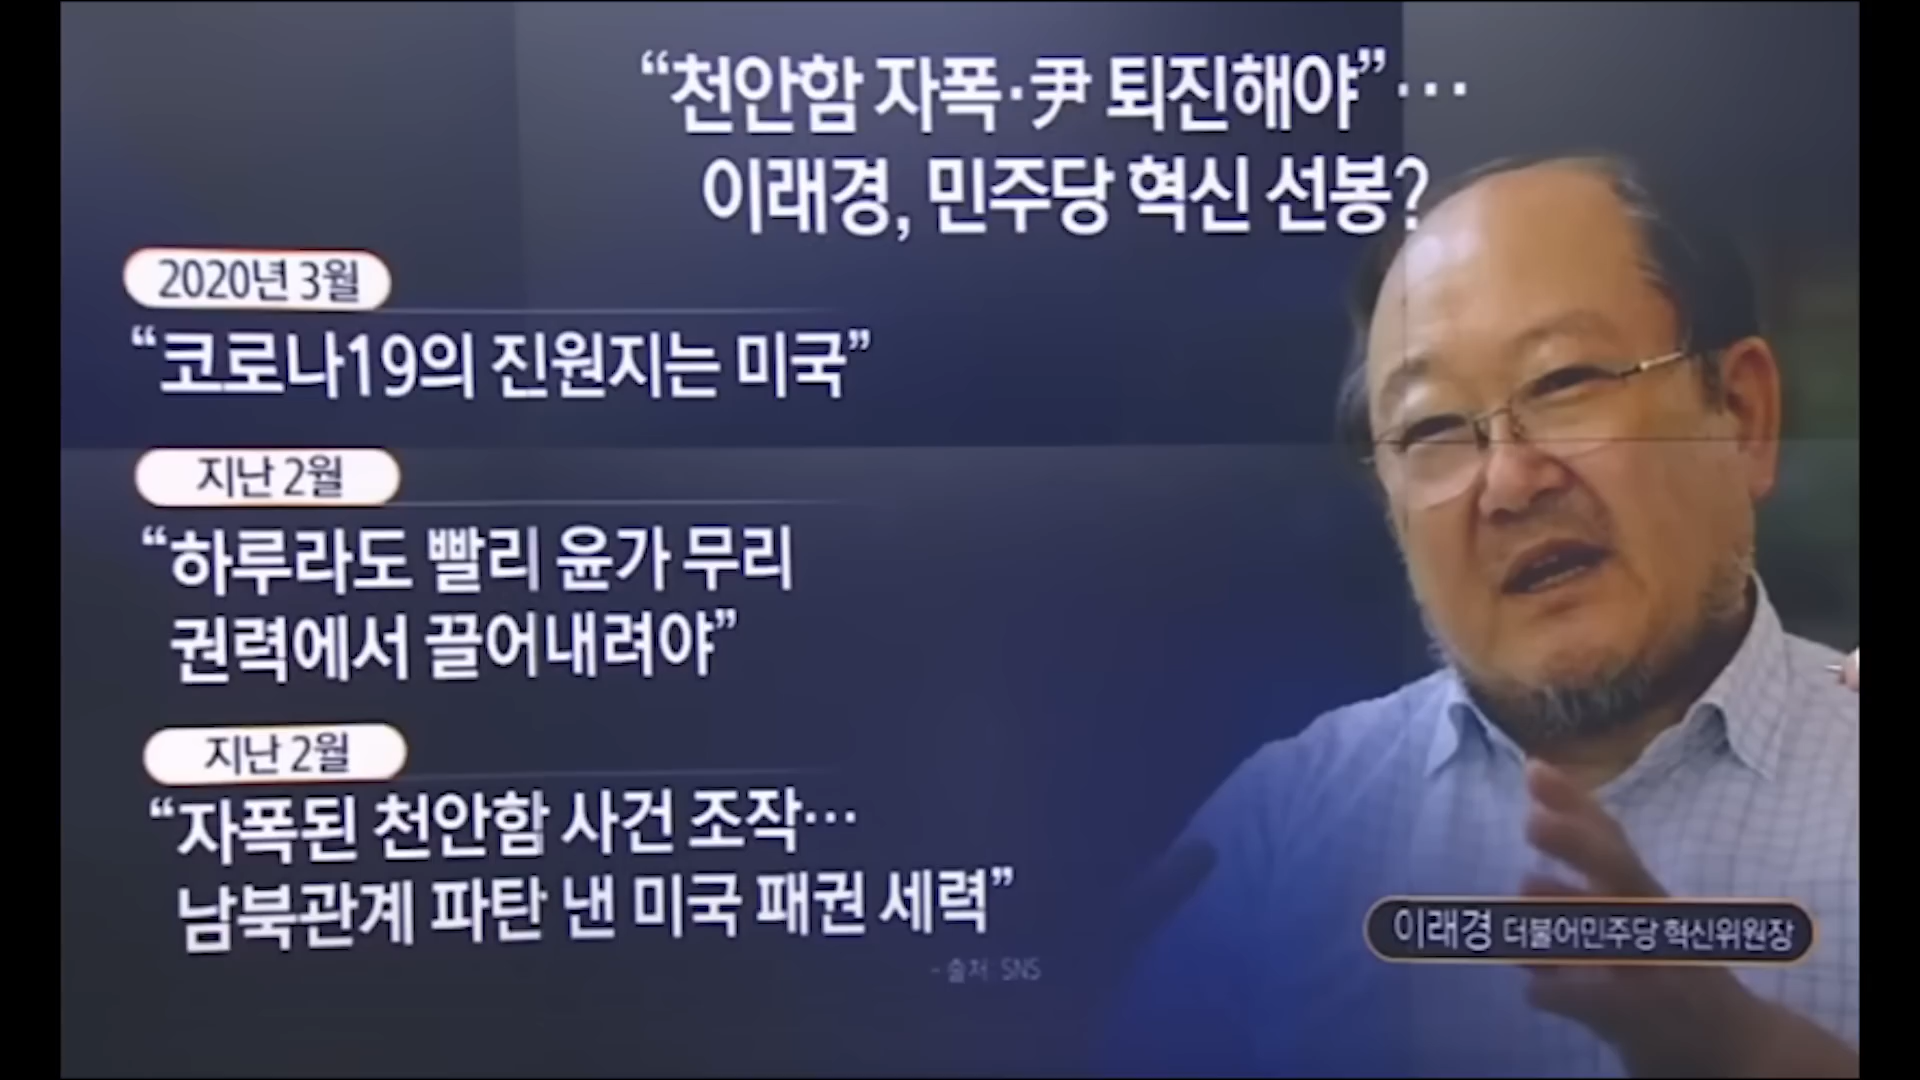 “천안함 자폭·尹 퇴진해야”…
이래경, 민주당 혁신 선봉?
2020년 3월
“코로나19의 진원지는 미국”
지난 2월
“하루라도 빨리 윤가 무리
권력에서 끌어내려야”
지난 2월
“자폭된 천안함 사건 조작…
남북관계 파탄 낸 미국 패권 세력”
- 출처 SNS
이래경 더불어민주당 혁신위원장